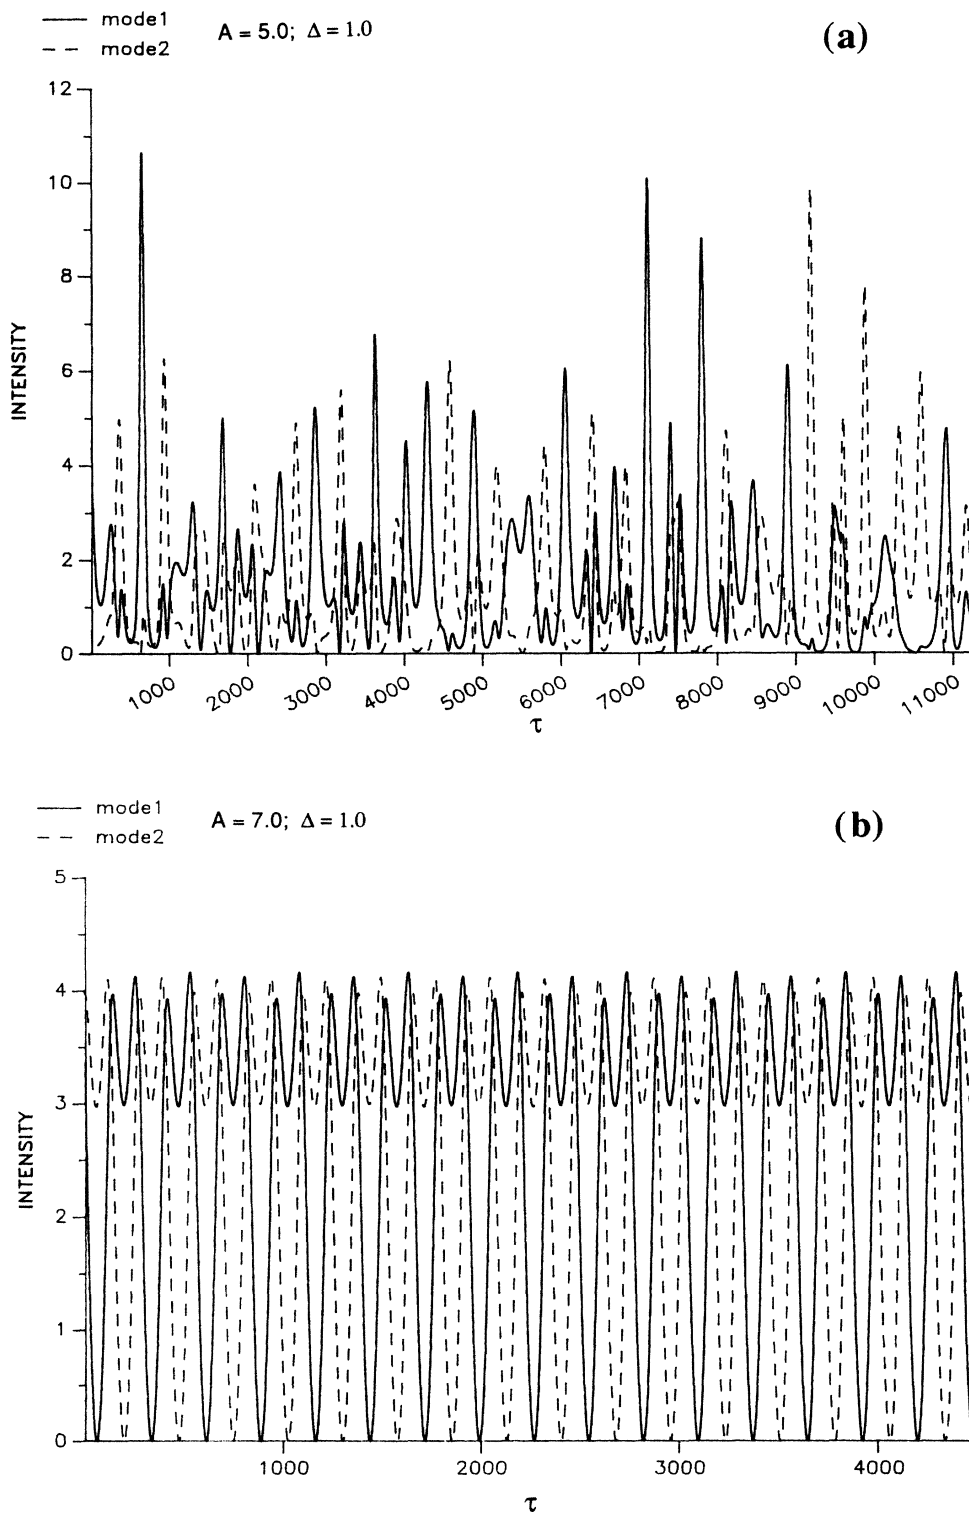 mode1
mode2
A = 5.0; Δ = 1.0
(a)
12
10
8
6
4
2
0
INTENSITY
1000
2000
3000
4000
5000
6000
7000
8000
9000
10000
11000
τ
mode1
mode2
A = 7.0; Δ = 1.0
(b)
5
4
3
2
1
0
INTENSITY
1000
2000
3000
4000
τ